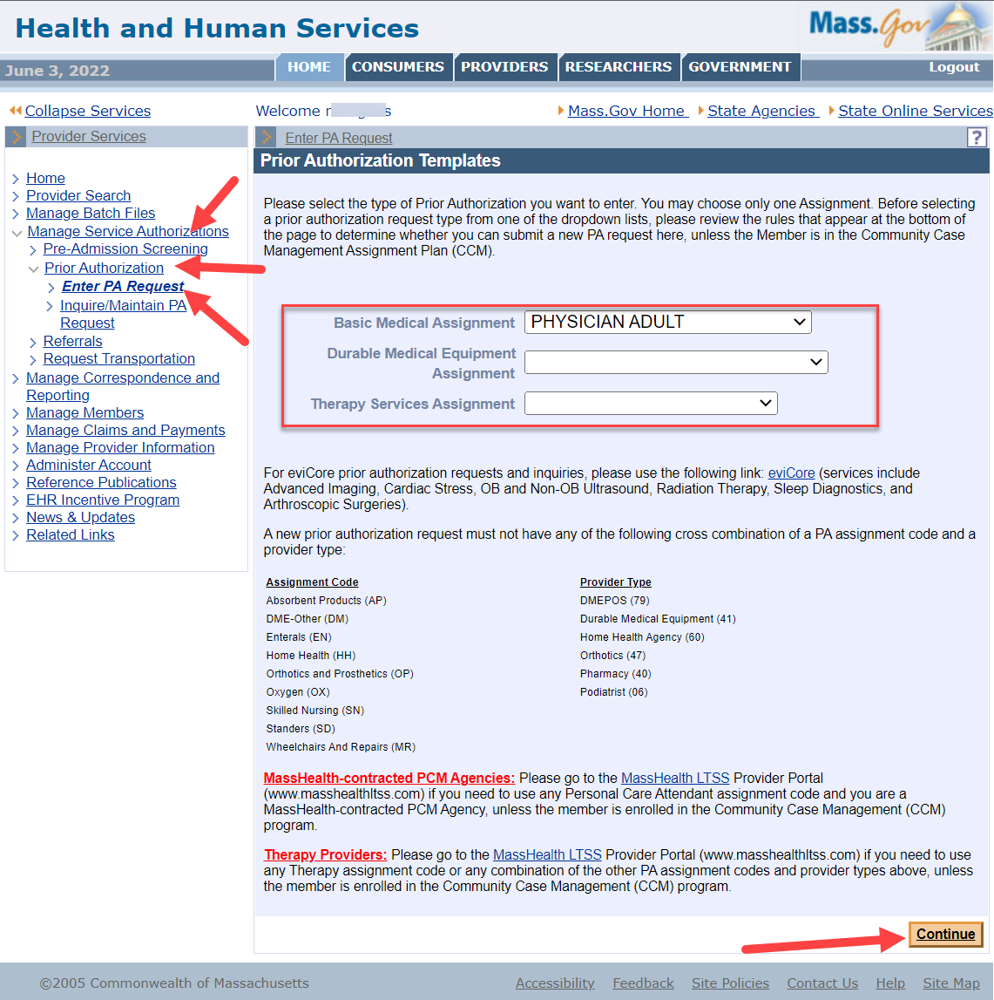 Health and Human Services
Mass.Gov
June 3, 2022
HOME
CONSUMERS
PROVIDERS
RESEARCHERS
GOVERNMENT
Logout
Collapse Services
Welcome
Mass.Gov Home
State Agencies
State Online Services
Provider Services
Home
Provider Search
Manage Batch Files
Manage Service Authorizations
Pre-Admission Screening
Prior Authorization
Enter PA Request
Inquire/Maintain PA
Request
Referrals
Request Transportation
Manage Correspondence and
Reporting
Manage Members
Manage Claims and Payments
Manage Provider Information
Administer Account
Reference Publications
EHR Incentive Program
News & Updates
Related Links
Enter PA Request
?
Prior Authorization Templates
Please select the type of Prior Authorization you want to enter. You may choose only one Assignment. Before selecting
a prior authorization request type from one of the dropdown lists, please review the rules that appear at the bottom of
the page to determine whether you can submit a new PA request here, unless the Member is in the Community Case
Management Assignment Plan (CCM).
Basic Medical Assignment
PHYSICIAN ADULT
Durable Medical Equipment
Assignment
Therapy Services Assignment
For eviCore prior authorization requests and inquiries, please use the following link: eviCore (services include
Advanced Imaging, Cardiac Stress, OB and Non-OB Ultrasound, Radiation Therapy, Sleep Diagnostics, and
Arthroscopic Surgeries).
A new prior authorization request must not have any of the following cross combination of a PA assignment code and a
provider type:
Assignment Code
Provider Type
Absorbent Products (AP)
DMEPOS (79)
DME-Other (DM)
Durable Medical Equipment (41)
Enterals (EN)
Home Health Agency (60)
Home Health (HH)
Orthotics (47)
Orthotics and Prosthetics (OP)
Pharmacy (40)
Oxygen (OX)
Podiatrist (06)
Skilled Nursing (SN)
Standers (SD)
Wheelchairs And Repairs (MR)
MassHealth-contracted PCM Agencies: Please go to the MassHealth LTSS Provider Portal
(www.masshealthltss.com) if you need to use any Personal Care Attendant assignment code and you are a
MassHealth-contracted PCM Agency, unless the member is enrolled in the Community Case Management (CCM)
program.
Therapy Providers: Please go to the MassHealth LTSS Provider Portal (www.masshealthltss.com) if you need to use
any Therapy assignment code or any combination of the other PA assignment codes and provider types above, unless
the member is enrolled in the Community Case Management (CCM) program.
Continue
©2005 Commonwealth of Massachusetts
Accessibility
Feedback
Site Policies
Contact Us
Help
Site Map